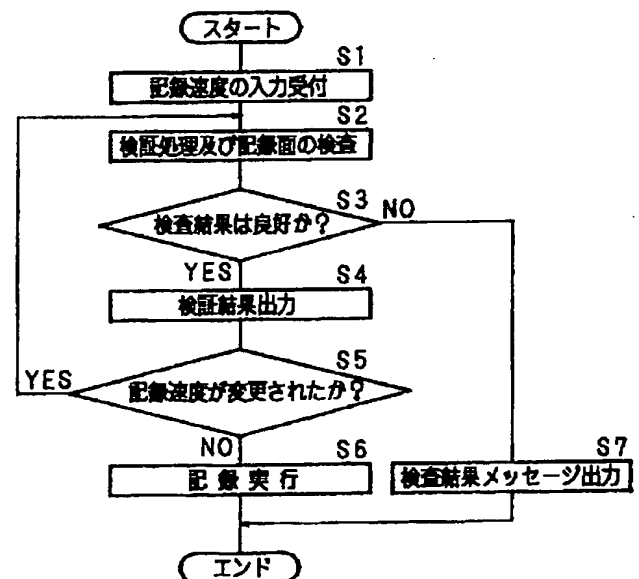 スタート
S1
記録速度の入力受付
S2
検証処理及び記録面の検査
S3
検査結果は良好か?
NO
YES
S4
検証結果出力
S5
記録速度が変更されたか?
YES
NO
S6
記録実行
S7
検査結果メッセージ出力
エンド